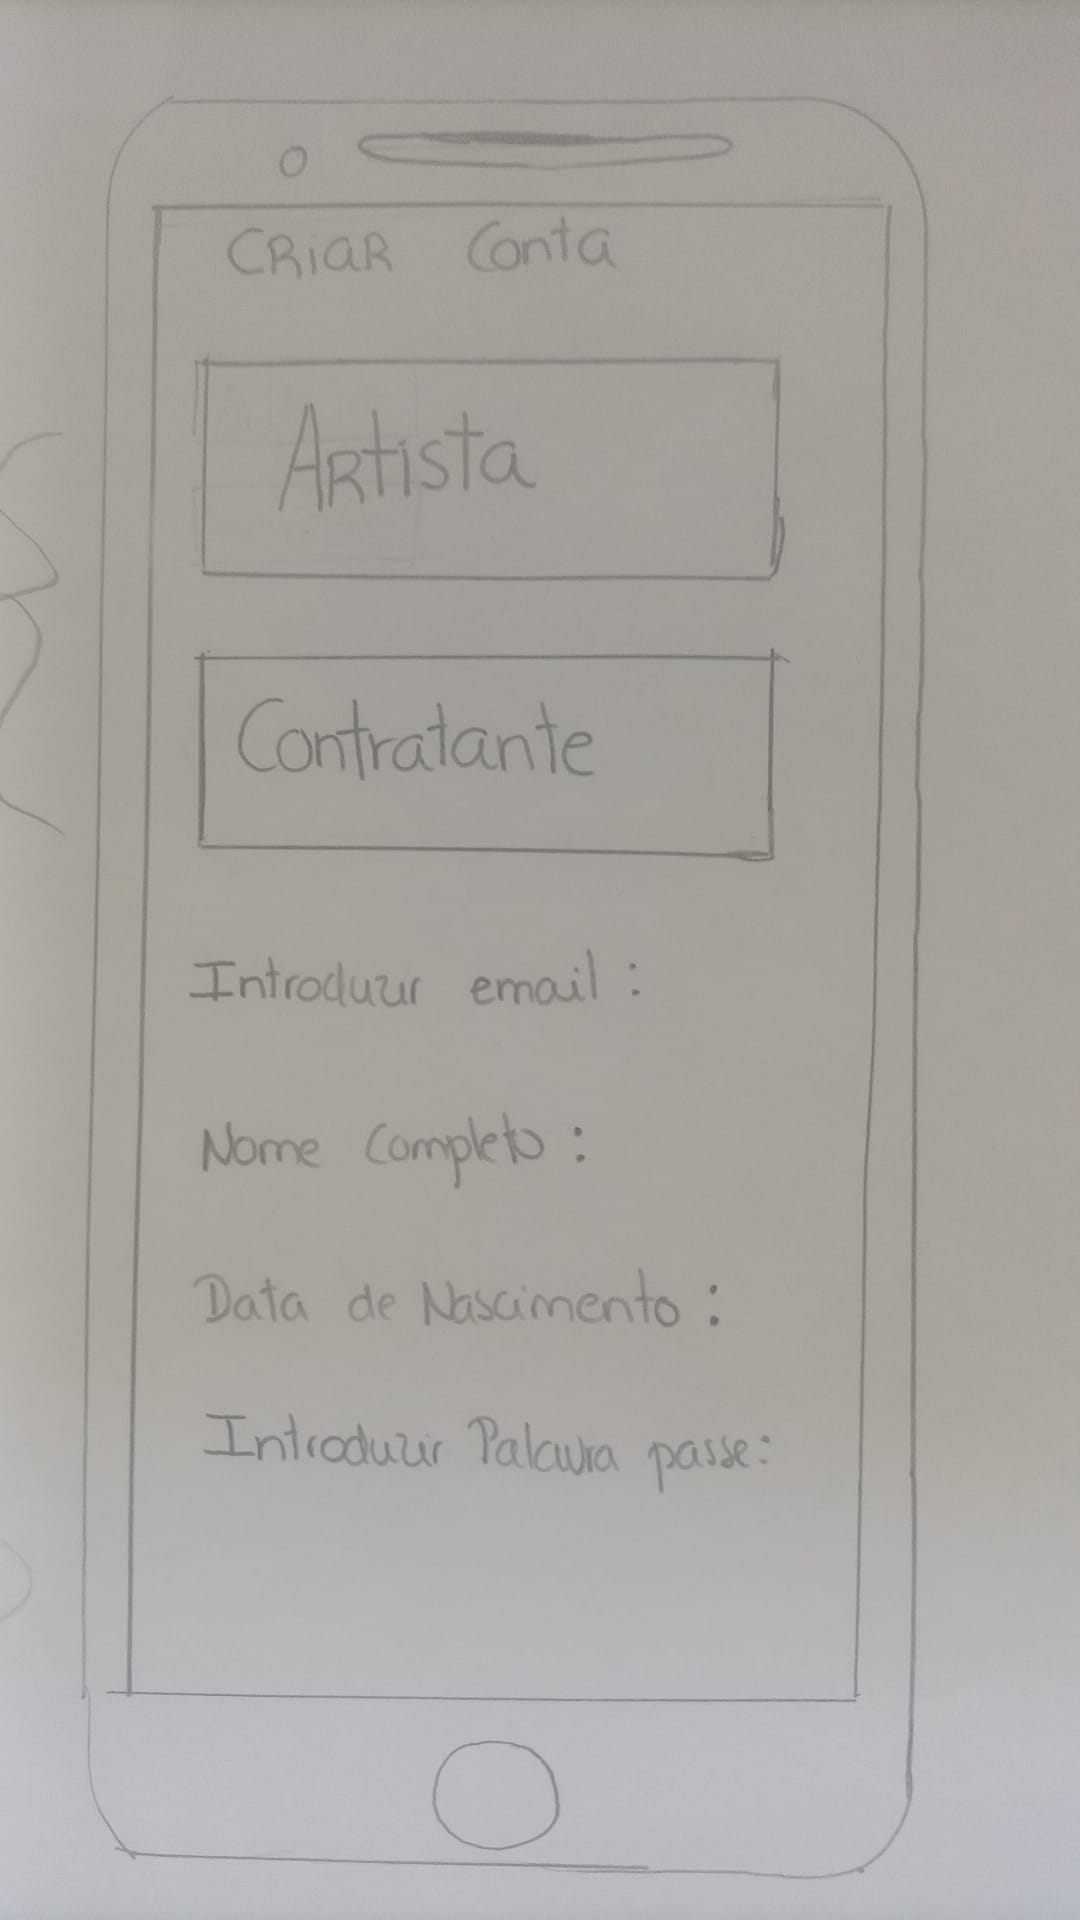 CRIAR Conta
Artista
Contratante
Introduzir email :
Nome Completo :
Data de Nascimento :
Introduzir Palavra passe: